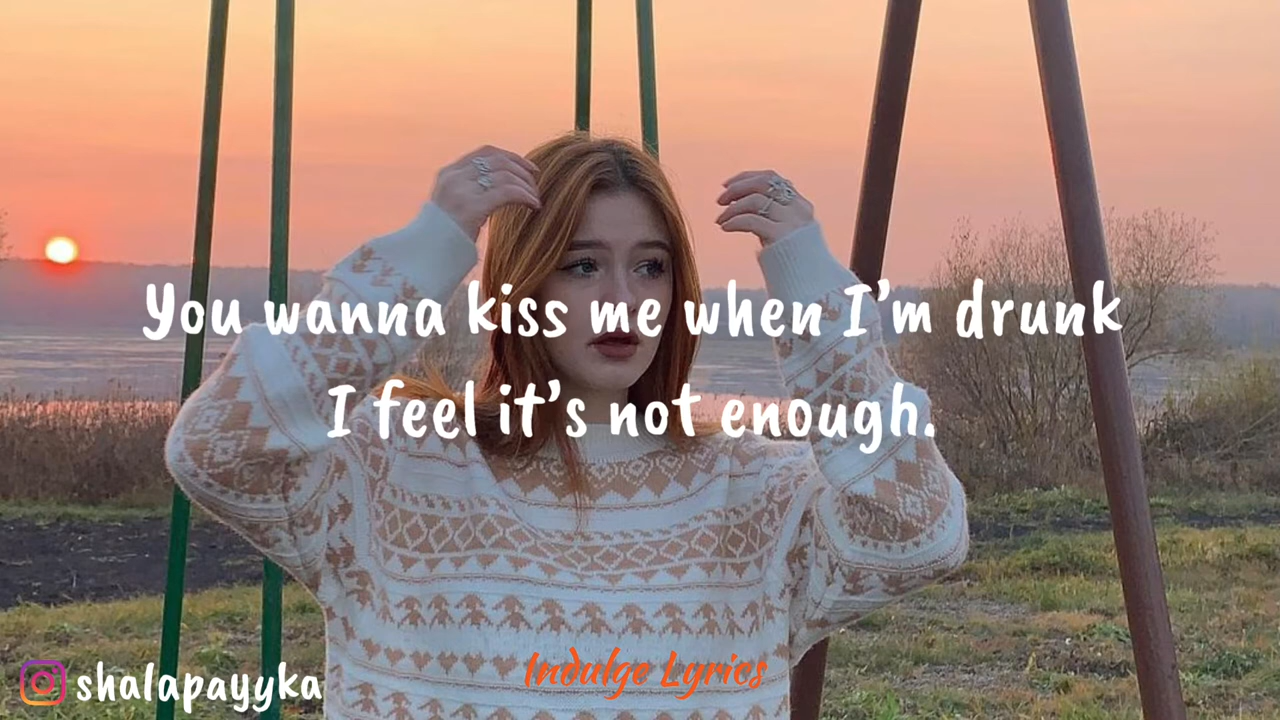 You wanna kiss me when I'm drunk
I feel it's not enough.
Indulge Lyrics
shalapayyka